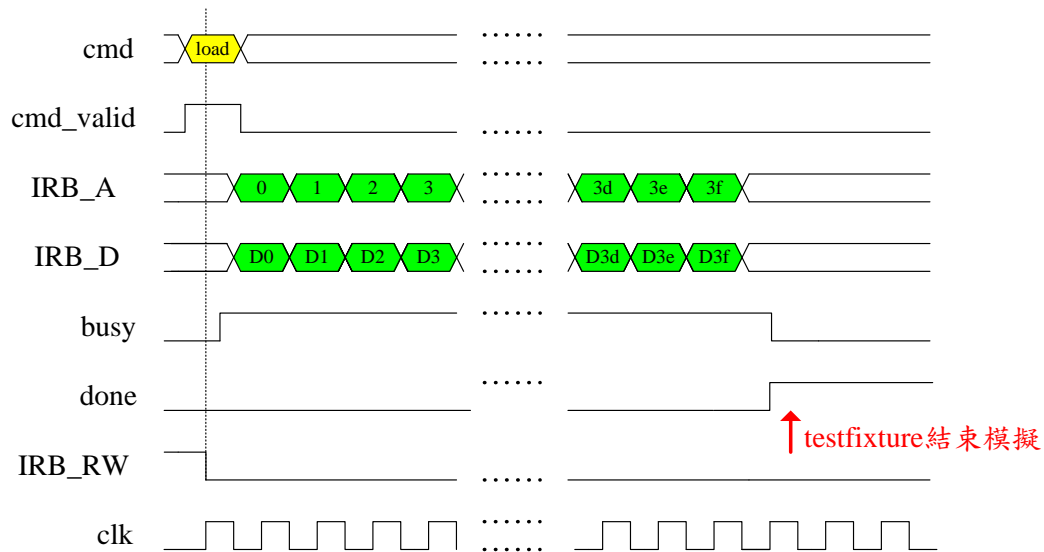 cmd load ......
cmd_valid ......
IRB_A 0 1 2 3 ...... 3d 3e 3f
IRB_D D0 D1 D2 D3 ...... D3d D3e D3f
busy ......
done ......
testfixture結束模擬
IRB_RW ......
clk ......